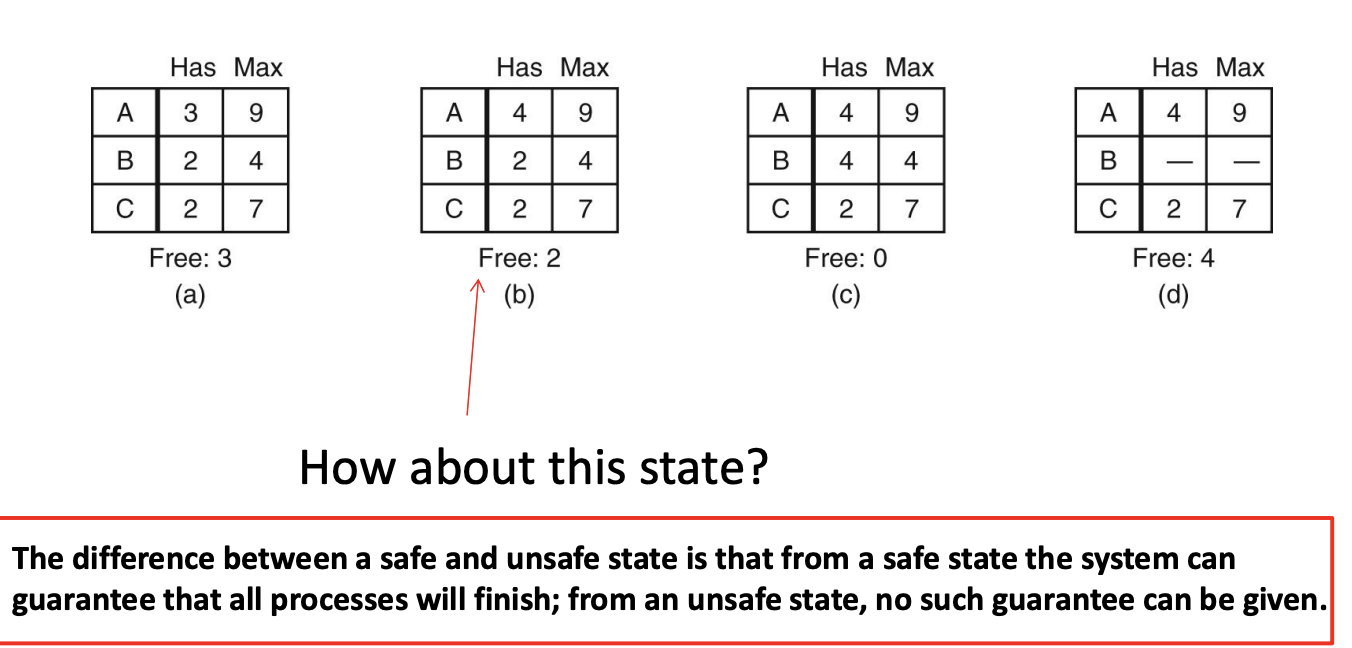 Has Max Has Max Has Max Has Max
A 3 9 A 4 9 A 4 9 A 4 9
B 2 4 B 2 4 B 4 4 B — —
C 2 7 C 2 7 C 2 7 C 2 7
Free: 3 Free: 2 Free: 0 Free: 4
(a) (b) (c) (d)
How about this state?
The difference between a safe and unsafe state is that from a safe state the system can
guarantee that all processes will finish; from an unsafe state, no such guarantee can be given.